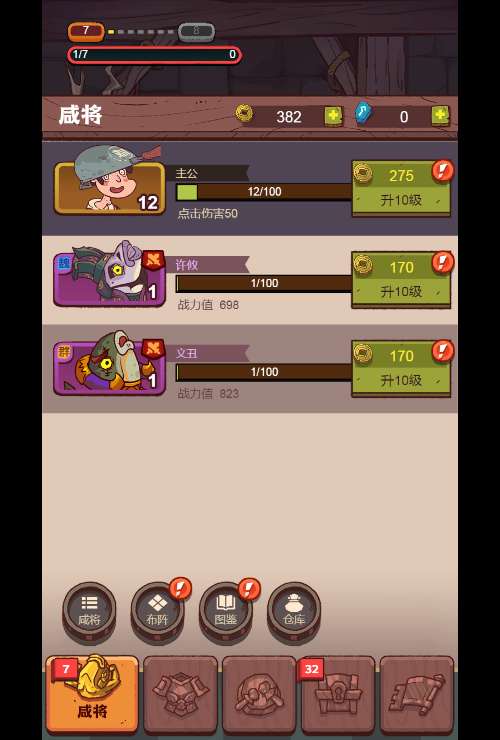 7
8
1/7
0
咸将
382
0
主公
12
12/100
点击伤害50
275
升10级
魏
许攸
1
1/100
战力值 698
170
升10级
群
文丑
1
1/100
战力值 823
170
升10级
咸将
布阵
图鉴
仓库
7
咸将
32